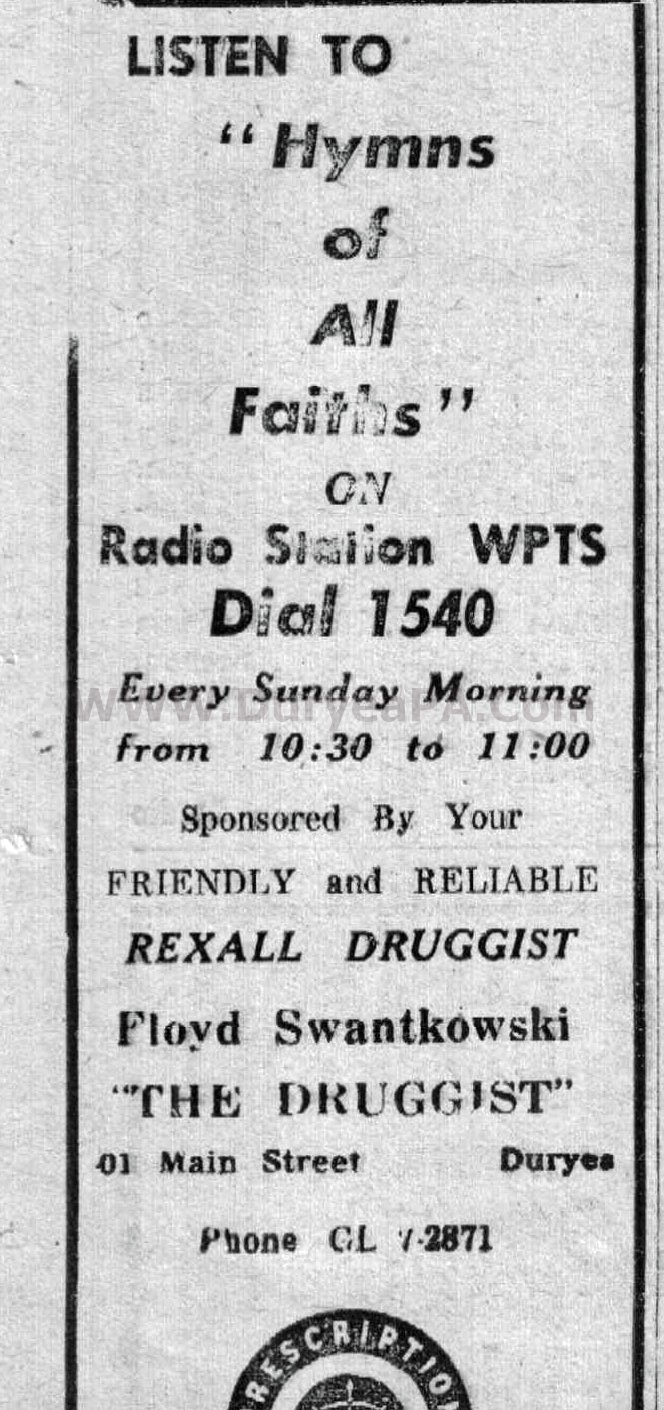 LISTEN TO
"Hymns
of
All
Faiths"
ON
Radio Station WPTS
Dial 1540
Every Sunday Morning
www.DuryeaPA.Com
from 10:30 to 11:00
Sponsored By Your
FRIENDLY and RELIABLE
REXALL DRUGGIST
Floyd Swantkowski
"THE DRUGGIST"
01 Main Street Duryea
Phone GL 7-2871
PRESCRIPTION